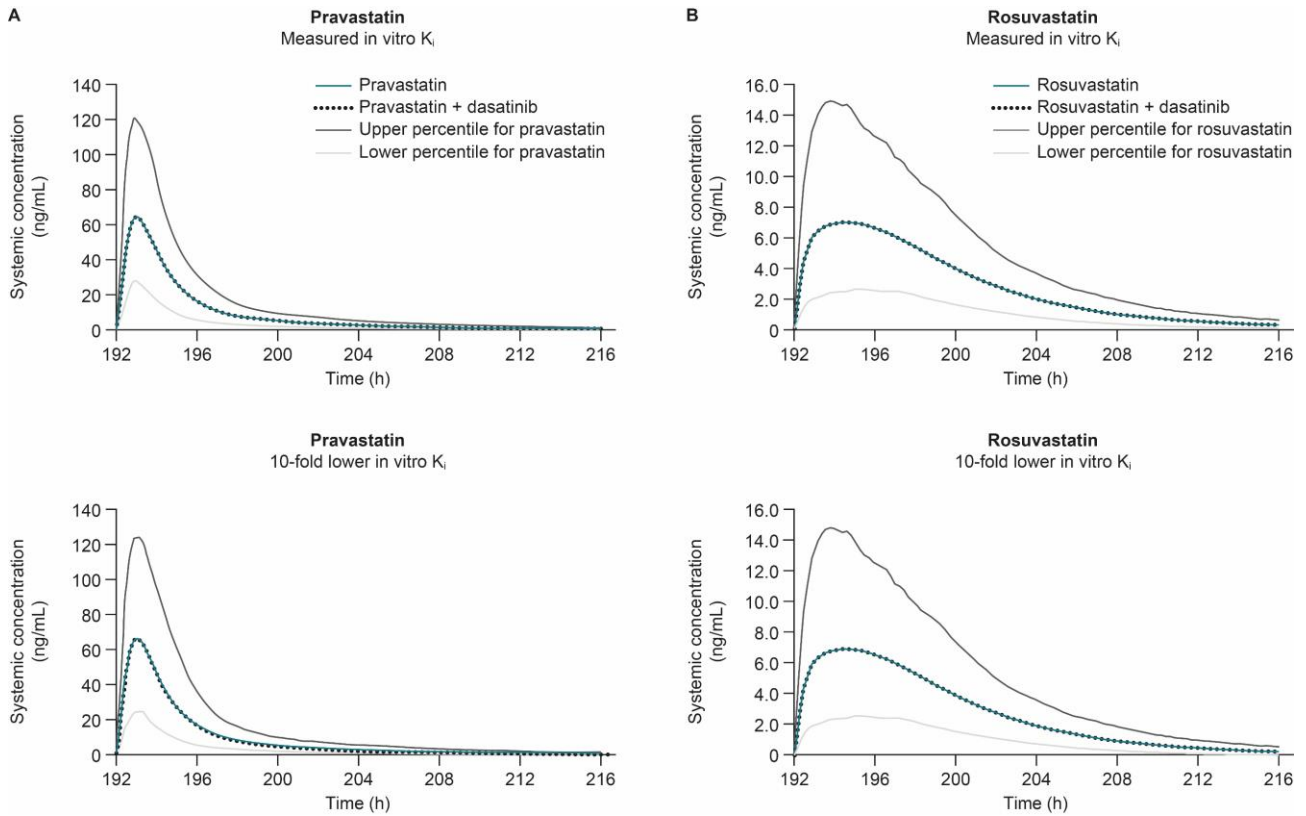 A
Pravastatin
Measured in vitro Kᵢ
Pravastatin
Pravastatin + dasatinib
Upper percentile for pravastatin
Lower percentile for pravastatin
Systemic concentration
(ng/mL)
140
120
100
80
60
40
20
0
192 196 200 204 208 212 216
Time (h)
B
Rosuvastatin
Measured in vitro Kᵢ
Rosuvastatin
Rosuvastatin + dasatinib
Upper percentile for rosuvastatin
Lower percentile for rosuvastatin
Systemic concentration
(ng/mL)
16.0
14.0
12.0
10.0
8.0
6.0
4.0
2.0
0
192 196 200 204 208 212 216
Time (h)
Pravastatin
10-fold lower in vitro Kᵢ
Systemic concentration
(ng/mL)
140
120
100
80
60
40
20
0
192 196 200 204 208 212 216
Time (h)
Rosuvastatin
10-fold lower in vitro Kᵢ
Systemic concentration
(ng/mL)
16.0
14.0
12.0
10.0
8.0
6.0
4.0
2.0
0
192 196 200 204 208 212 216
Time (h)